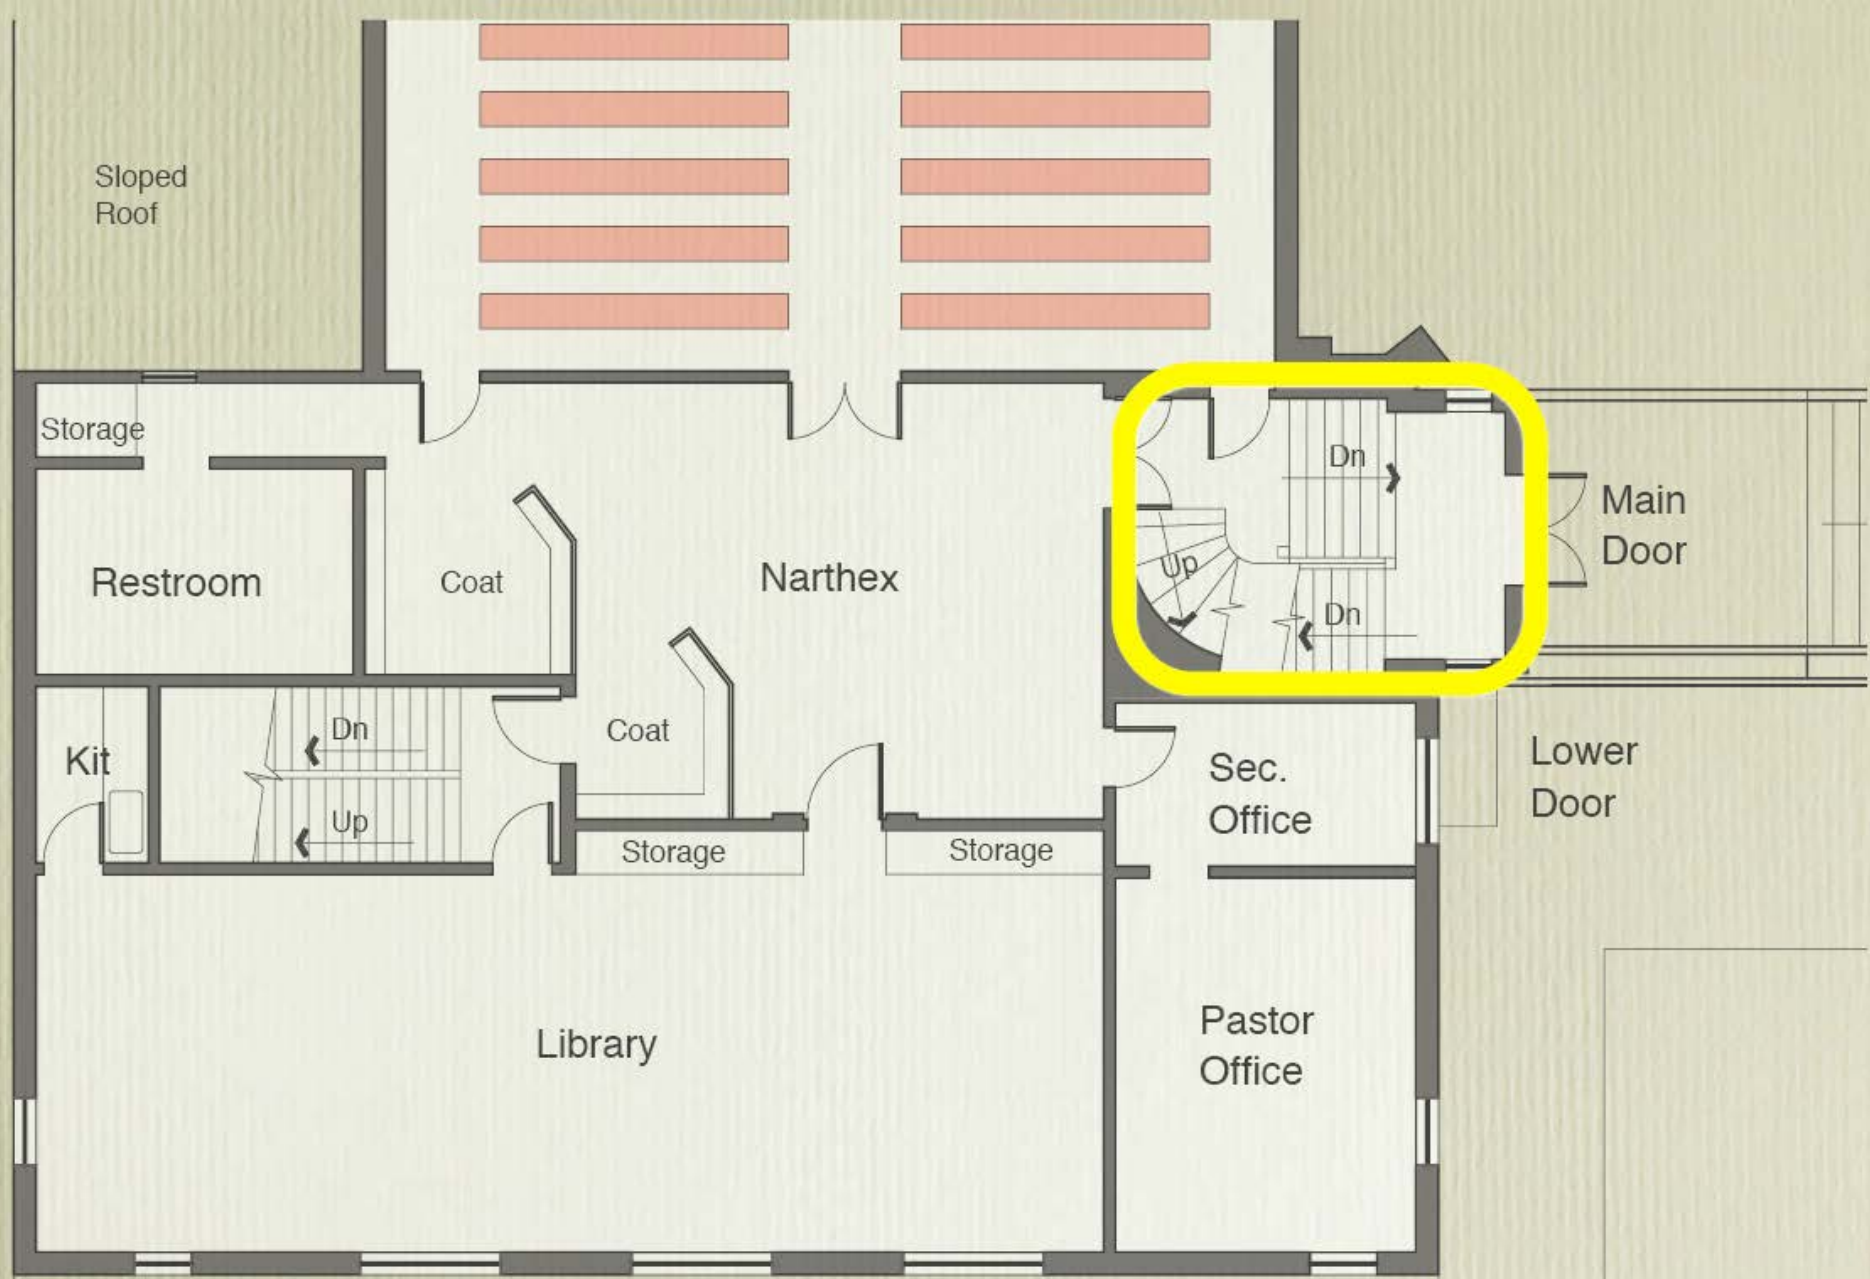 Sloped
Roof
Storage
Restroom
Coat
Narthex
Dn
Up
Dn
Main
Door
Kit
Dn
Up
Coat
Sec.
Office
Lower
Door
Storage
Storage
Library
Pastor
Office